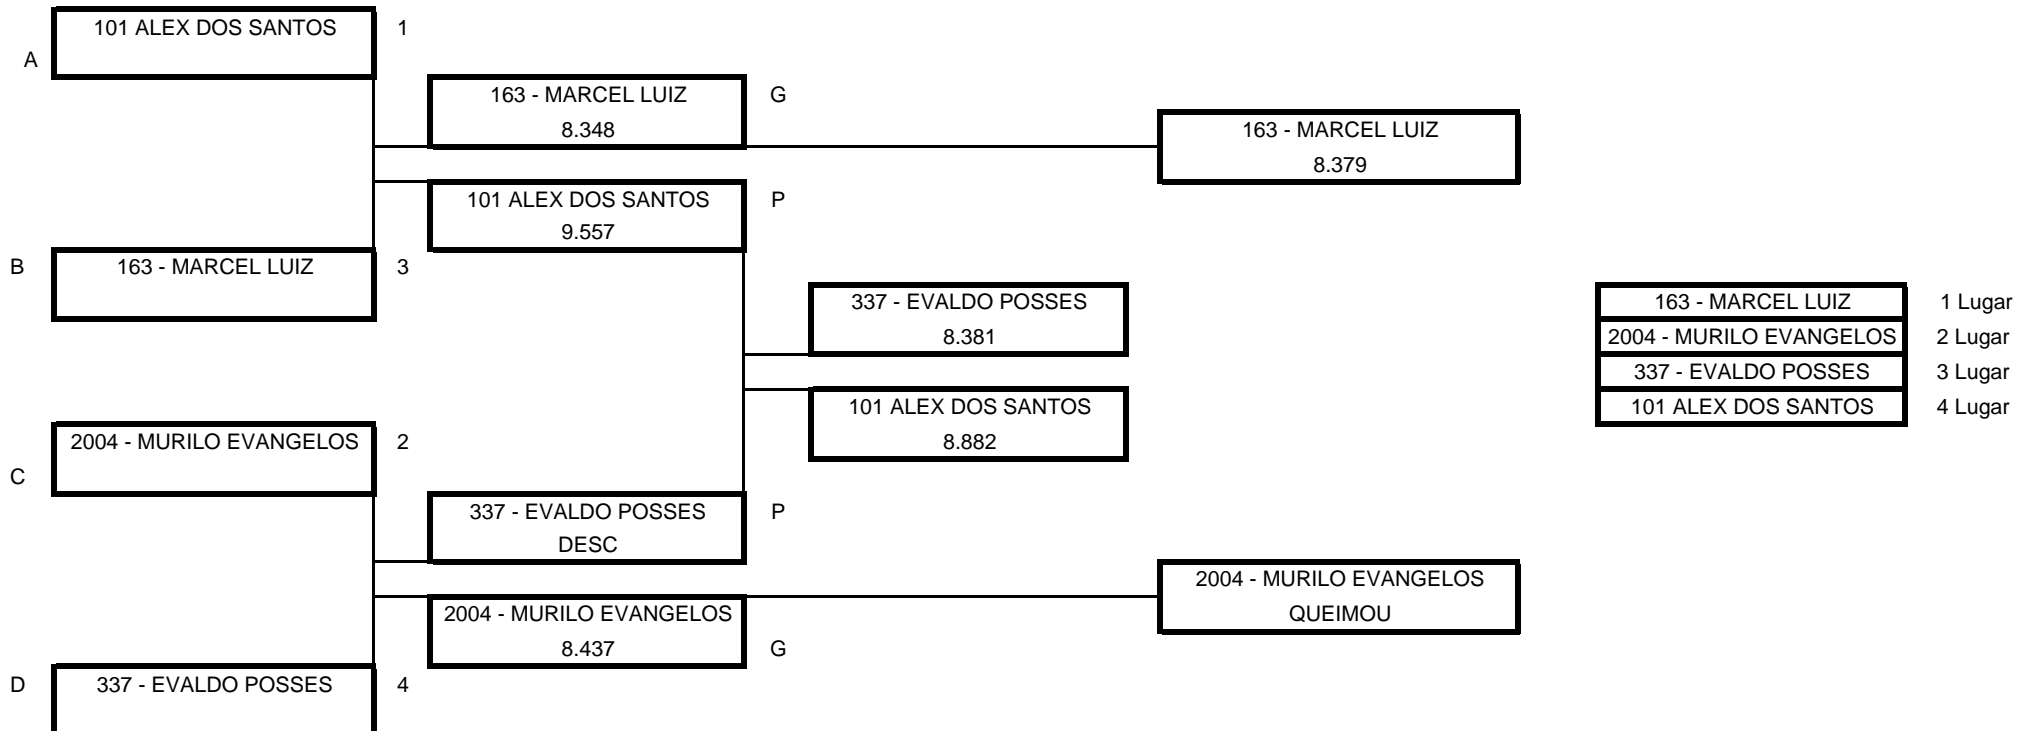 101 ALEX DOS SANTOS 1
A
163 - MARCEL LUIZ G
8.348
163 - MARCEL LUIZ
8.379
101 ALEX DOS SANTOS P
9.557
B 163 - MARCEL LUIZ 3
337 - EVALDO POSSES
8.381
163 - MARCEL LUIZ 1 Lugar
2004 - MURILO EVANGELOS 2 Lugar
337 - EVALDO POSSES 3 Lugar
101 ALEX DOS SANTOS 4 Lugar
101 ALEX DOS SANTOS
8.882
2004 - MURILO EVANGELOS 2
C
337 - EVALDO POSSES P
DESC
2004 - MURILO EVANGELOS
QUEIMOU
2004 - MURILO EVANGELOS
8.437 G
D 337 - EVALDO POSSES 4